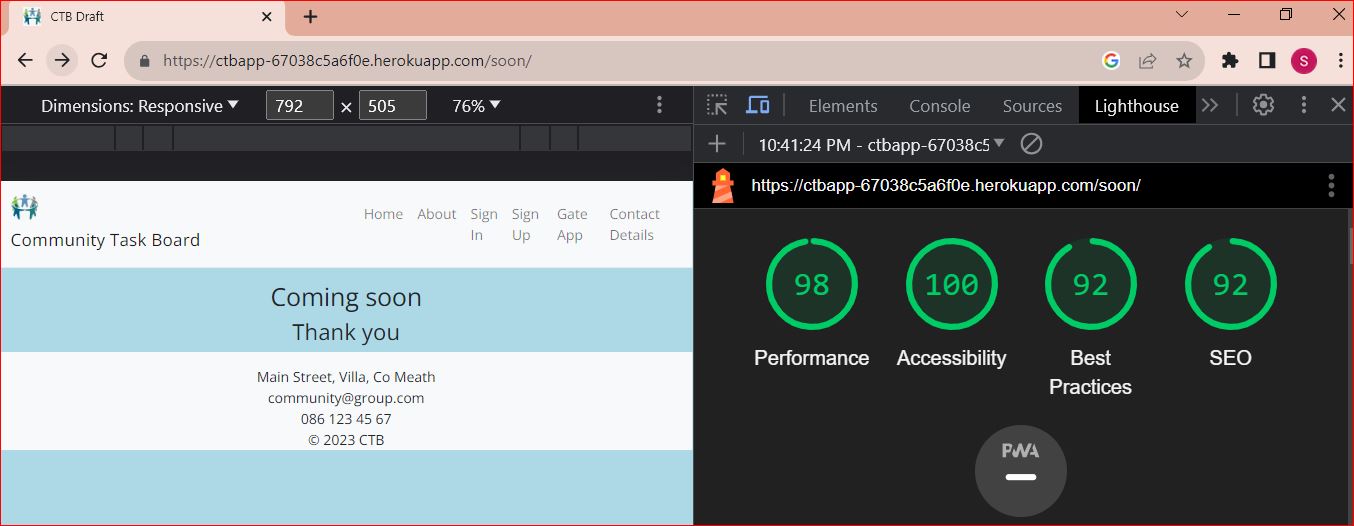 CTB Draft
https://ctbapp-67038c5a6f0e.herokuapp.com/soon/
S
Dimensions: Responsive 792 × 505 76%
Elements Console Sources Lighthouse
10:41:24 PM - ctbapp-67038c5
https://ctbapp-67038c5a6f0e.herokuapp.com/soon/
Community Task Board
Home About Sign In Sign Up Gate App Contact Details
Coming soon
Thank you
Main Street, Villa, Co Meath
community@group.com
086 123 45 67
© 2023 CTB
98 100 92 92
Performance Accessibility Best Practices SEO
PWA